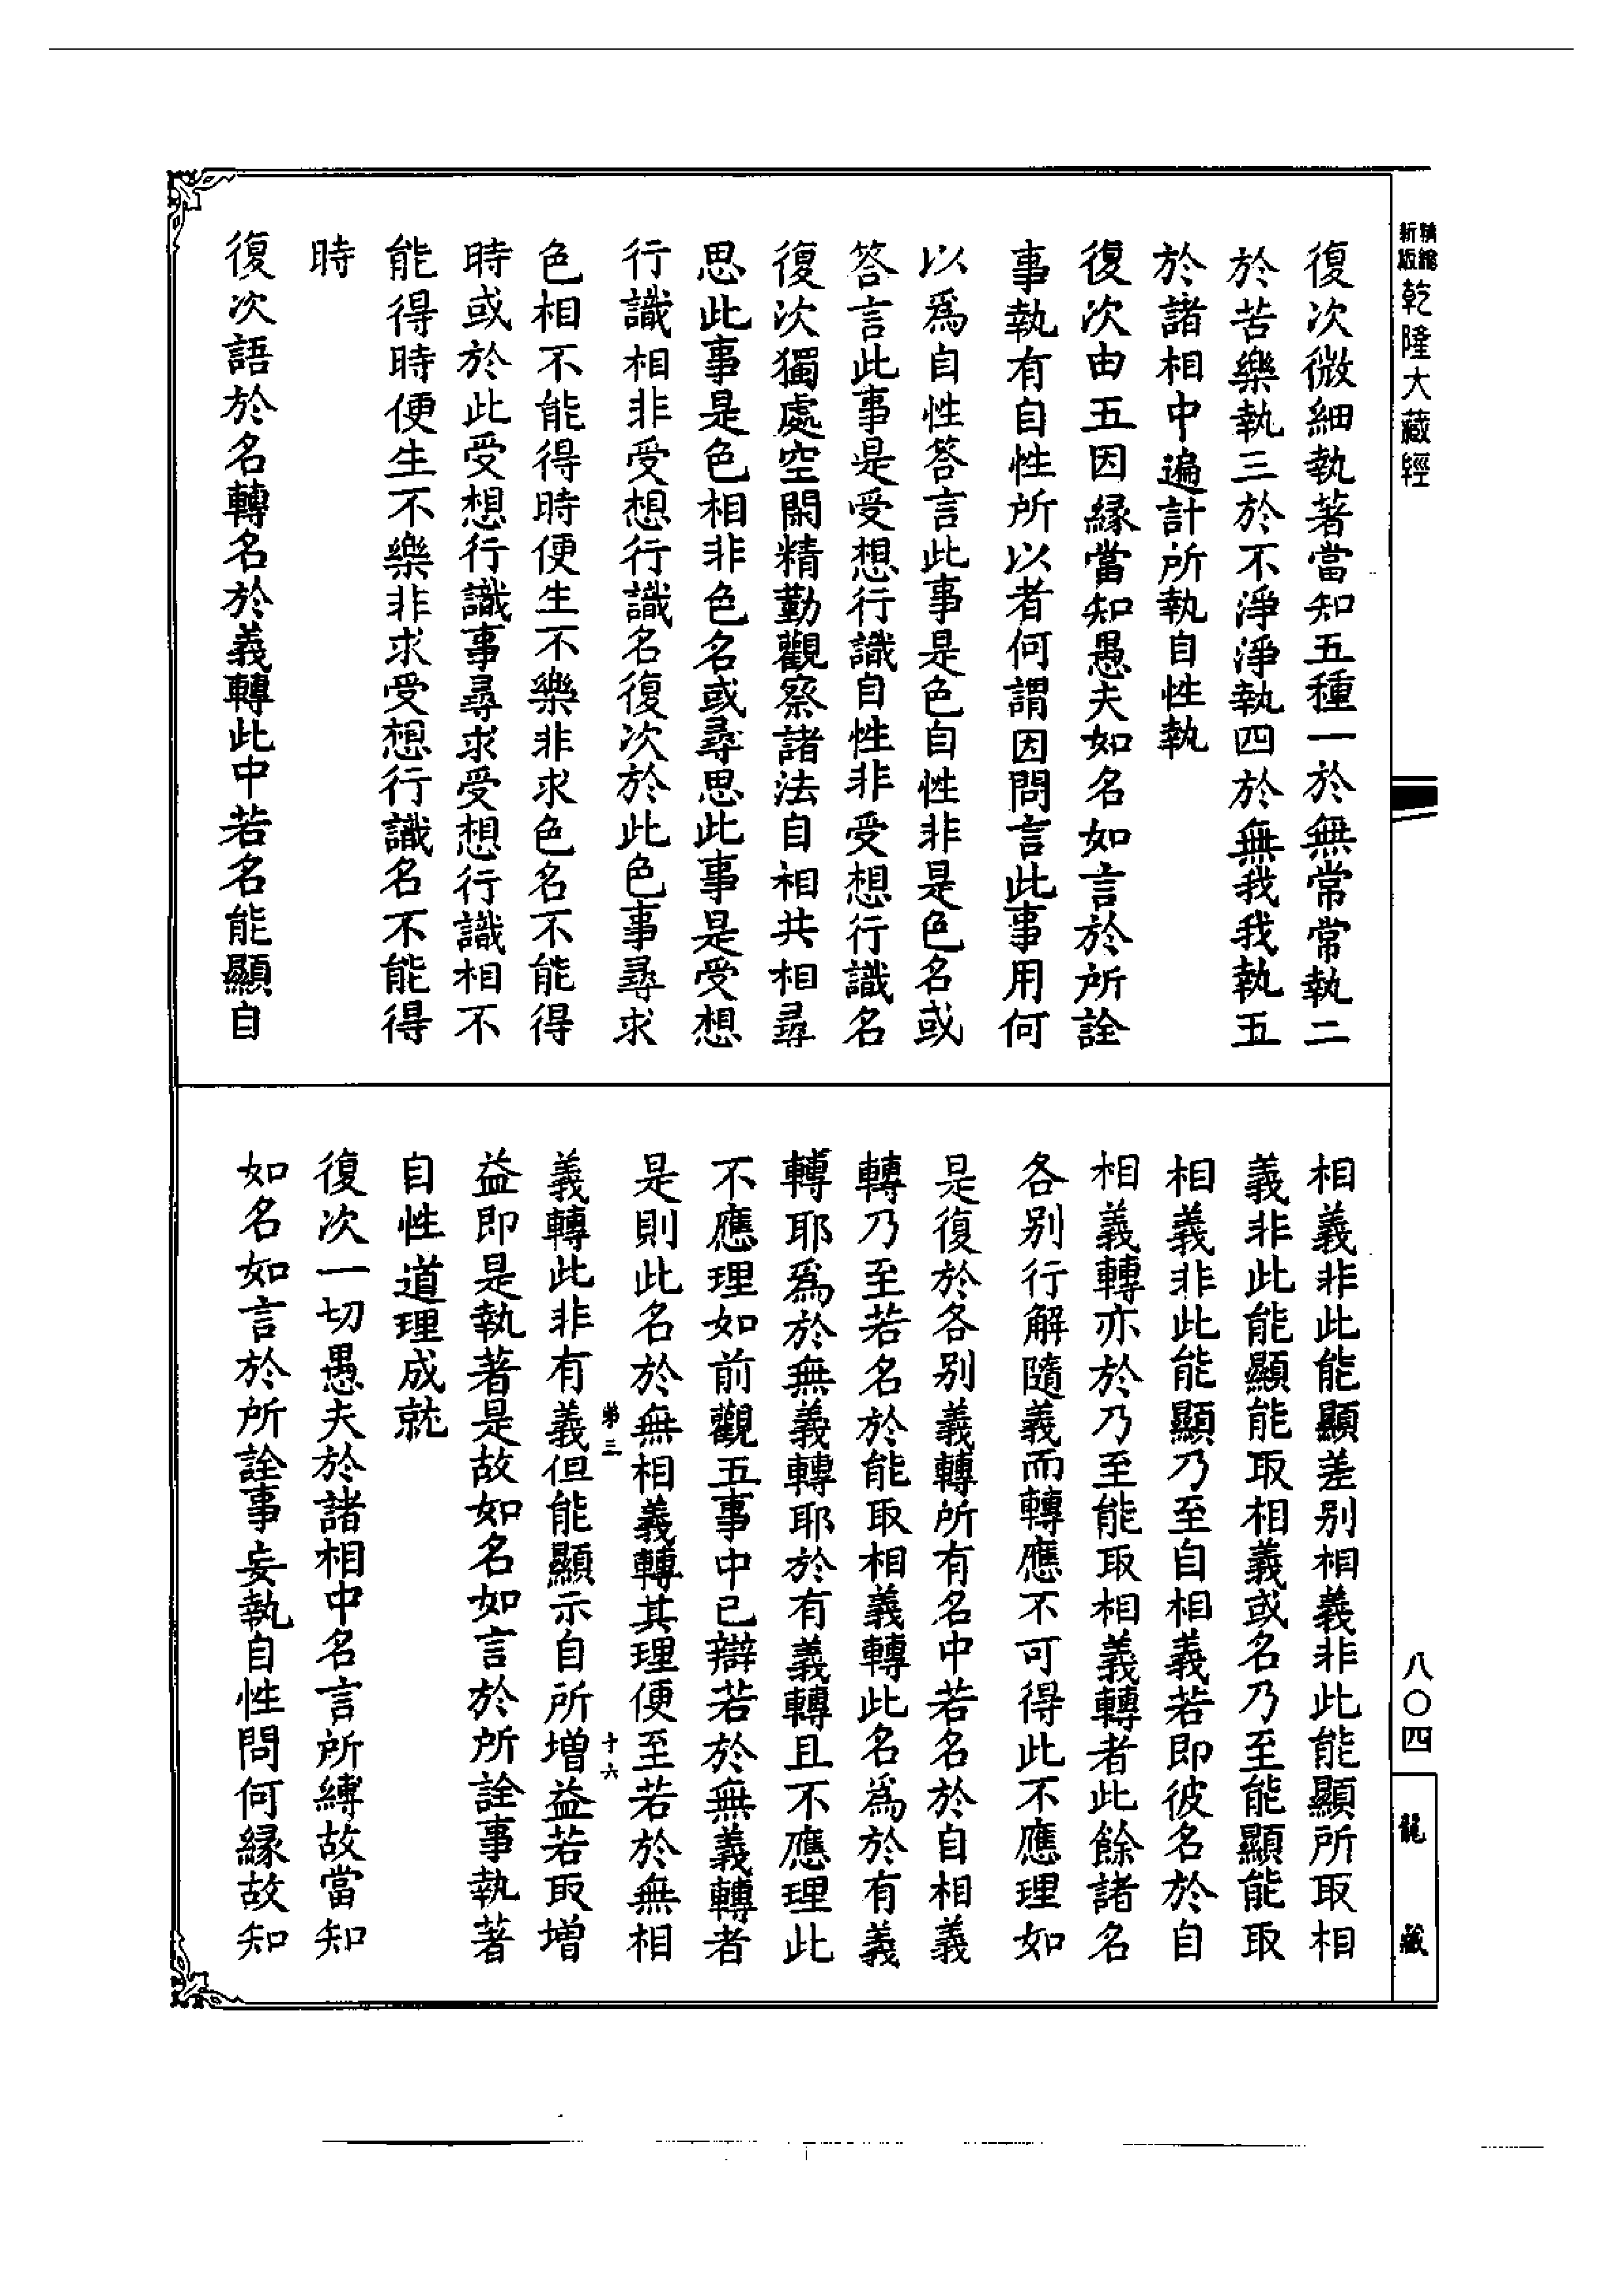 精縮新版乾隆大藏經
復次微細執著當知五種一於無常常執二
於苦樂執三於不淨淨執四於無我我執五
於諸相中遍計所執自性執
復次由五因緣當知愚夫如名如言於所詮
事執有自性所以者何謂因問言此事用何
以爲自性答言此事是色自性非是色名或
答言此事是受想行識自性非受想行識名
復次獨處空閑精勤觀察諸法自相共相尋
思此事是色相非色名或尋思此事是受想
行識相非受想行識名復次於此色事尋求
色相不能得時便生不樂非求色名不能得
時或於此受想行識事尋求受想行識相不
能得時便生不樂非求受想行識名不能得
時
復次語於名轉名於義轉此中若名能顯自
相義非此能顯差别相義非此能顯所取相
義非此能顯能取相義或名乃至能顯能取
相義非此能顯乃至自相義若即彼名於自
相義轉亦於乃至能取相義轉者此餘諸名
各别行解隨義而轉應不可得此不應理如
是復於各别義轉所有名中若名於自相義
轉乃至若名於能取相義轉此名爲於有義
轉耶爲於無義轉耶於有義轉且不應理此
不應理如前觀五事中已辯若於無義轉者
是則此名於無相義轉其理便至若於無相
第三 十六
義轉此非有義但能顯示自所增益若取增
益即是執著是故如名如言於所詮事執著
自性道理成就
復次一切愚夫於諸相中名言所縛故當知
如名如言於所詮事妄執自性問何緣故知
八〇四
龍藏